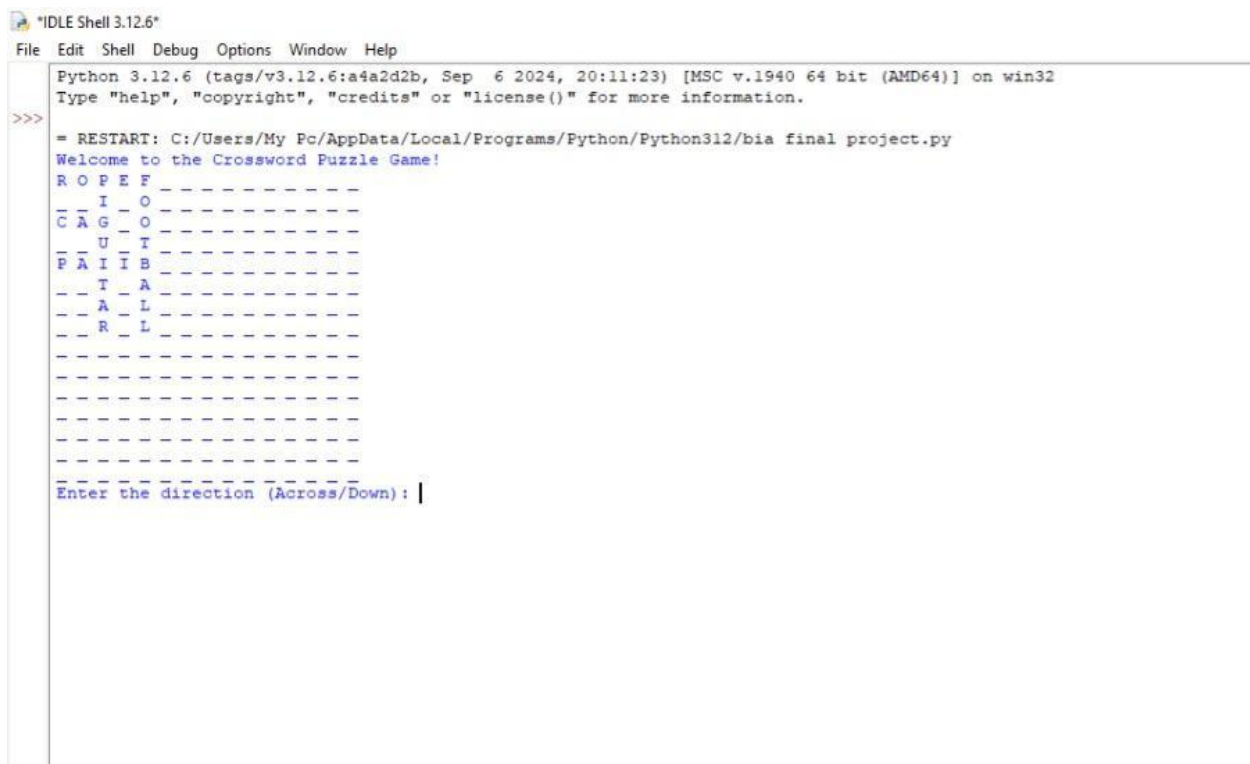 *IDLE Shell 3.12.6*
File Edit Shell Debug Options Window Help
Python 3.12.6 (tags/v3.12.6:a4a2d2b, Sep  6 2024, 20:11:23) [MSC v.1940 64 bit (AMD64)] on win32
Type "help", "copyright", "credits" or "license()" for more information.
>>>
= RESTART: C:/Users/My Pc/AppData/Local/Programs/Python/Python312/bia final project.py
Welcome to the Crossword Puzzle Game!
R O P E F _ _ _ _ _ _ _ _ _ _
_ _ I _ O _ _ _ _ _ _ _ _ _ _
C A G _ O _ _ _ _ _ _ _ _ _ _
_ _ U _ T _ _ _ _ _ _ _ _ _ _
P A I I B _ _ _ _ _ _ _ _ _ _
_ _ T _ A _ _ _ _ _ _ _ _ _ _
_ _ A _ L _ _ _ _ _ _ _ _ _ _
_ _ R _ L _ _ _ _ _ _ _ _ _ _
_ _ _ _ _ _ _ _ _ _ _ _ _ _ _
_ _ _ _ _ _ _ _ _ _ _ _ _ _ _
_ _ _ _ _ _ _ _ _ _ _ _ _ _ _
_ _ _ _ _ _ _ _ _ _ _ _ _ _ _
_ _ _ _ _ _ _ _ _ _ _ _ _ _ _
_ _ _ _ _ _ _ _ _ _ _ _ _ _ _
_ _ _ _ _ _ _ _ _ _ _ _ _ _ _
Enter the direction (Across/Down):